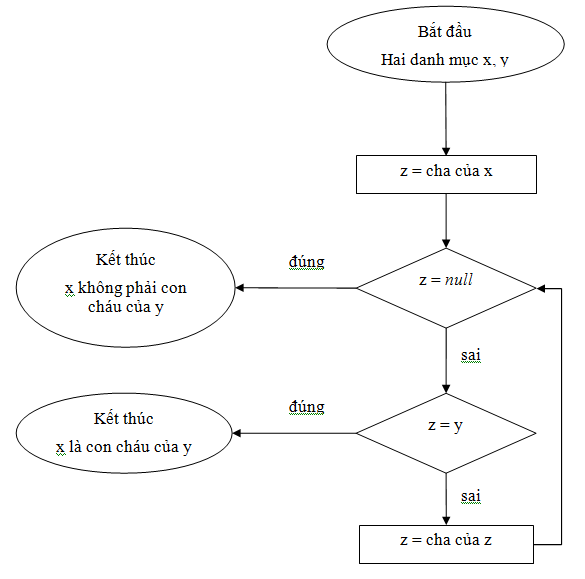 Bắt đầu
Hai danh mục x, y
z = cha của x
đúng
z = null
Kết thúc
x không phải con
cháu của y
sai
đúng
z = y
Kết thúc
x là con cháu của y
sai
z = cha của z